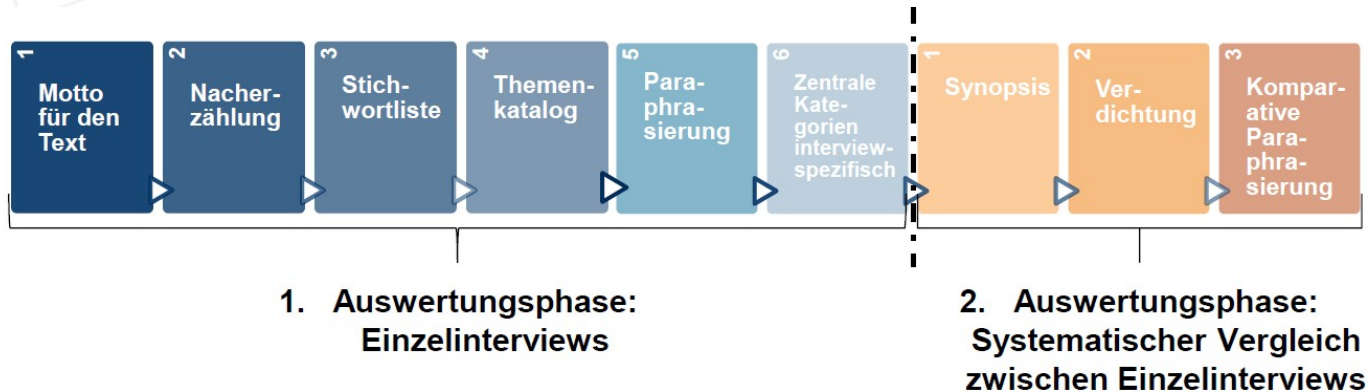 1
Motto
für den
Text
2
Nacher-
zählung
3
Stich-
wortliste
4
Themen-
katalog
5
Para-
phra-
sierung
6
Zentrale
Kate-
gorien
interview-
spezifisch
1
Synopsis
2
Ver-
dichtung
3
Kompar-
ative
Para-
phra-
sierung
1. Auswertungsphase:
Einzelinterviews
2. Auswertungsphase:
Systematischer Vergleich
zwischen Einzelinterviews